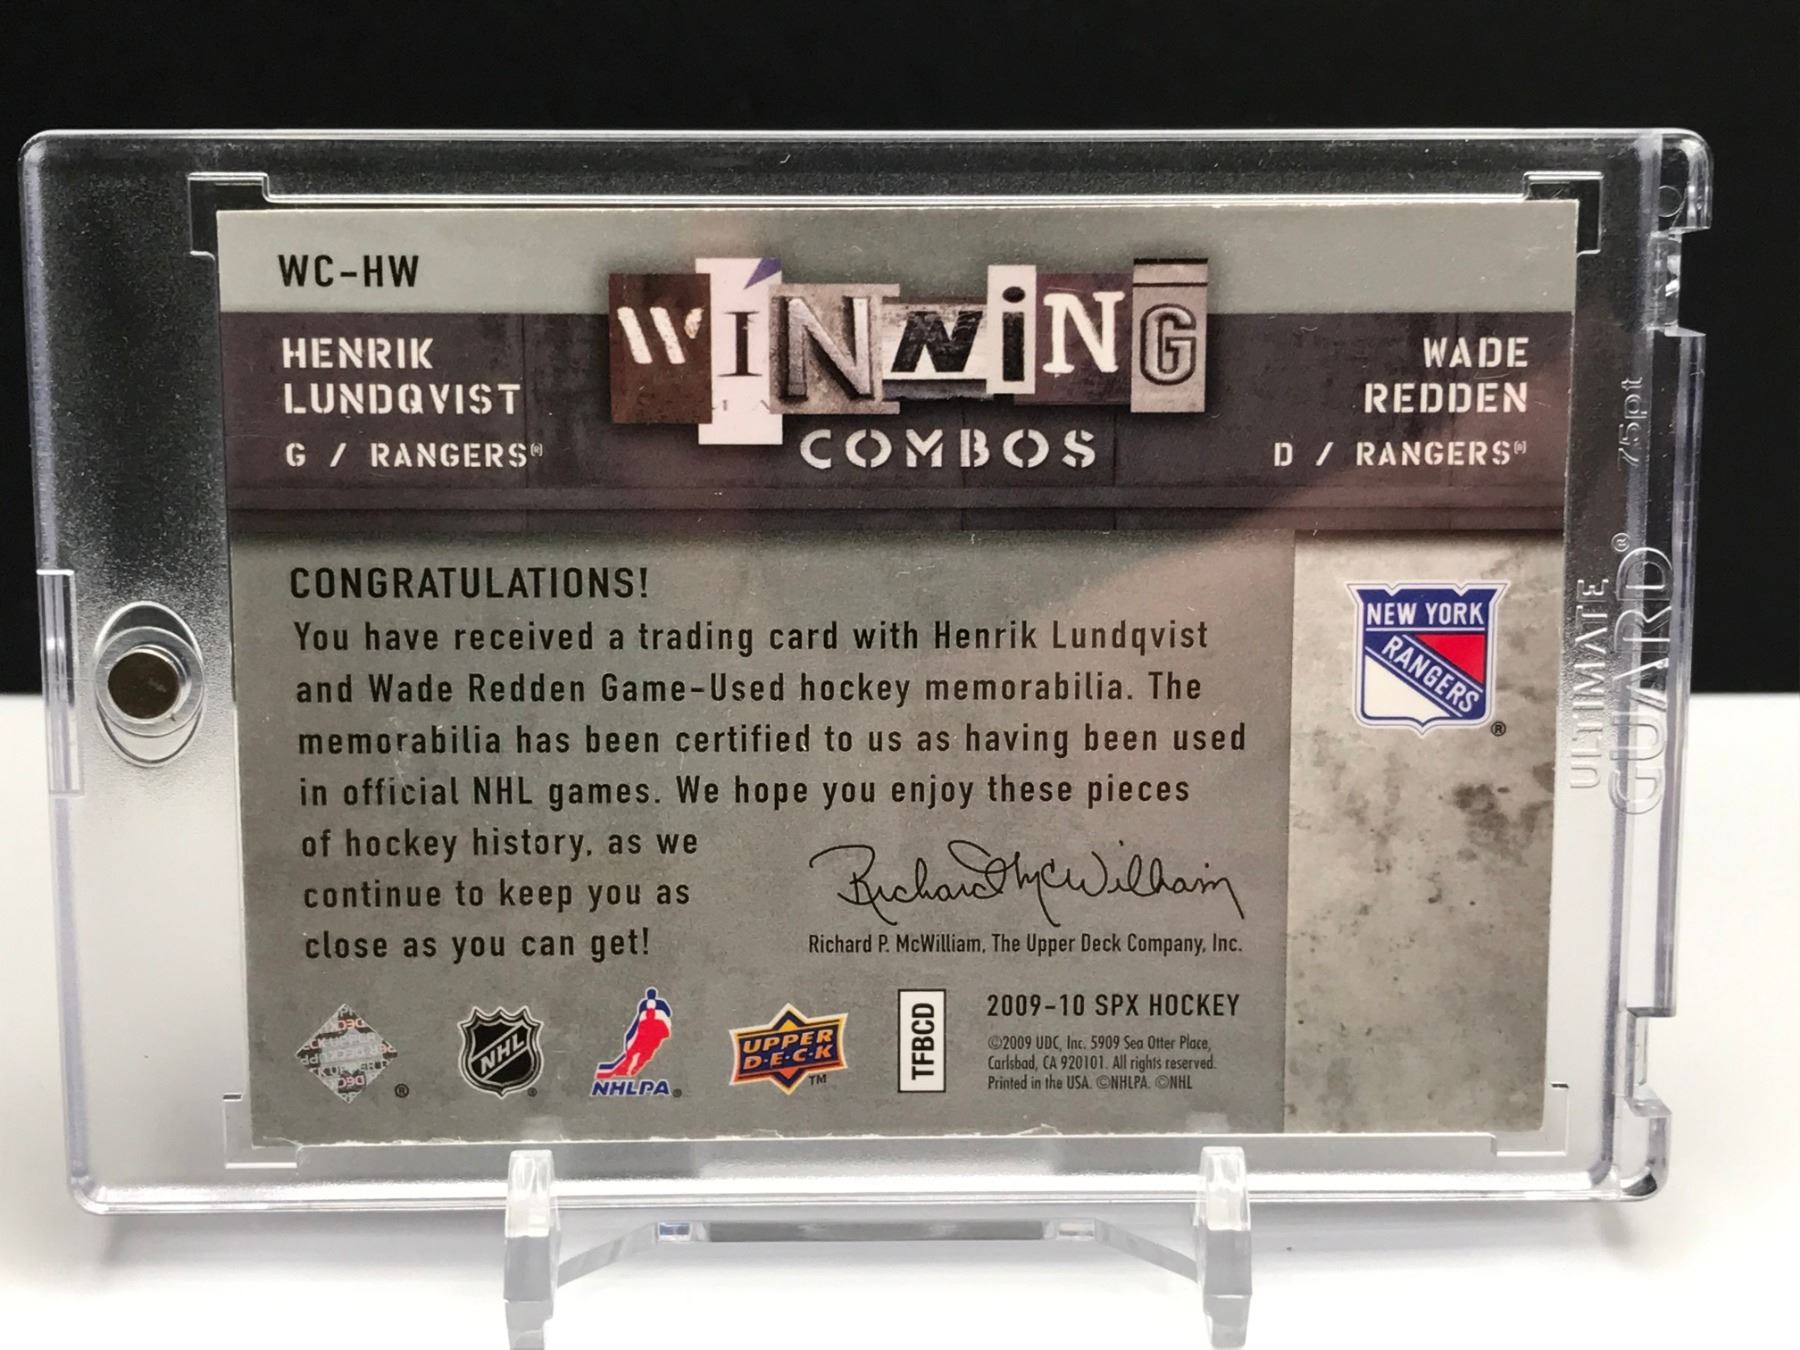 WC-HW
WINNING
COMBOS
HENRIK
LUNDQVIST
G / RANGERS®
WADE
REDDEN
D / RANGERS®
CONGRATULATIONS!
You have received a trading card with Henrik Lundqvist
and Wade Redden Game-Used hockey memorabilia. The
memorabilia has been certified to us as having been used
in official NHL games. We hope you enjoy these pieces
of hockey history, as we
continue to keep you as
close as you can get!
Richard McWilliam
Richard P. McWilliam, The Upper Deck Company, Inc.
NEW YORK
RANGERS
®
®
NHL
®
NHLPA®
UPPER
D·E·C·K
TM
TFBCD
2009-10 SPX HOCKEY
©2009 UDC, Inc. 5909 Sea Otter Place,
Carlsbad, CA 920101. All rights reserved.
Printed in the USA. ©NHLPA. ©NHL
ULTIMATE
GUARD®
75pt